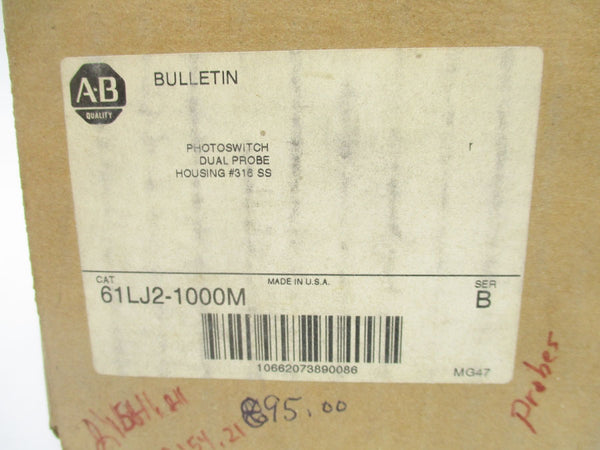 A-B
QUALITY
BULLETIN
PHOTOSWITCH
DUAL PROBE
HOUSING #316 SS
CAT
MADE IN U.S.A.
SER
61LJ2-1000M
B
10662073890086
MG47
95.00
Probes